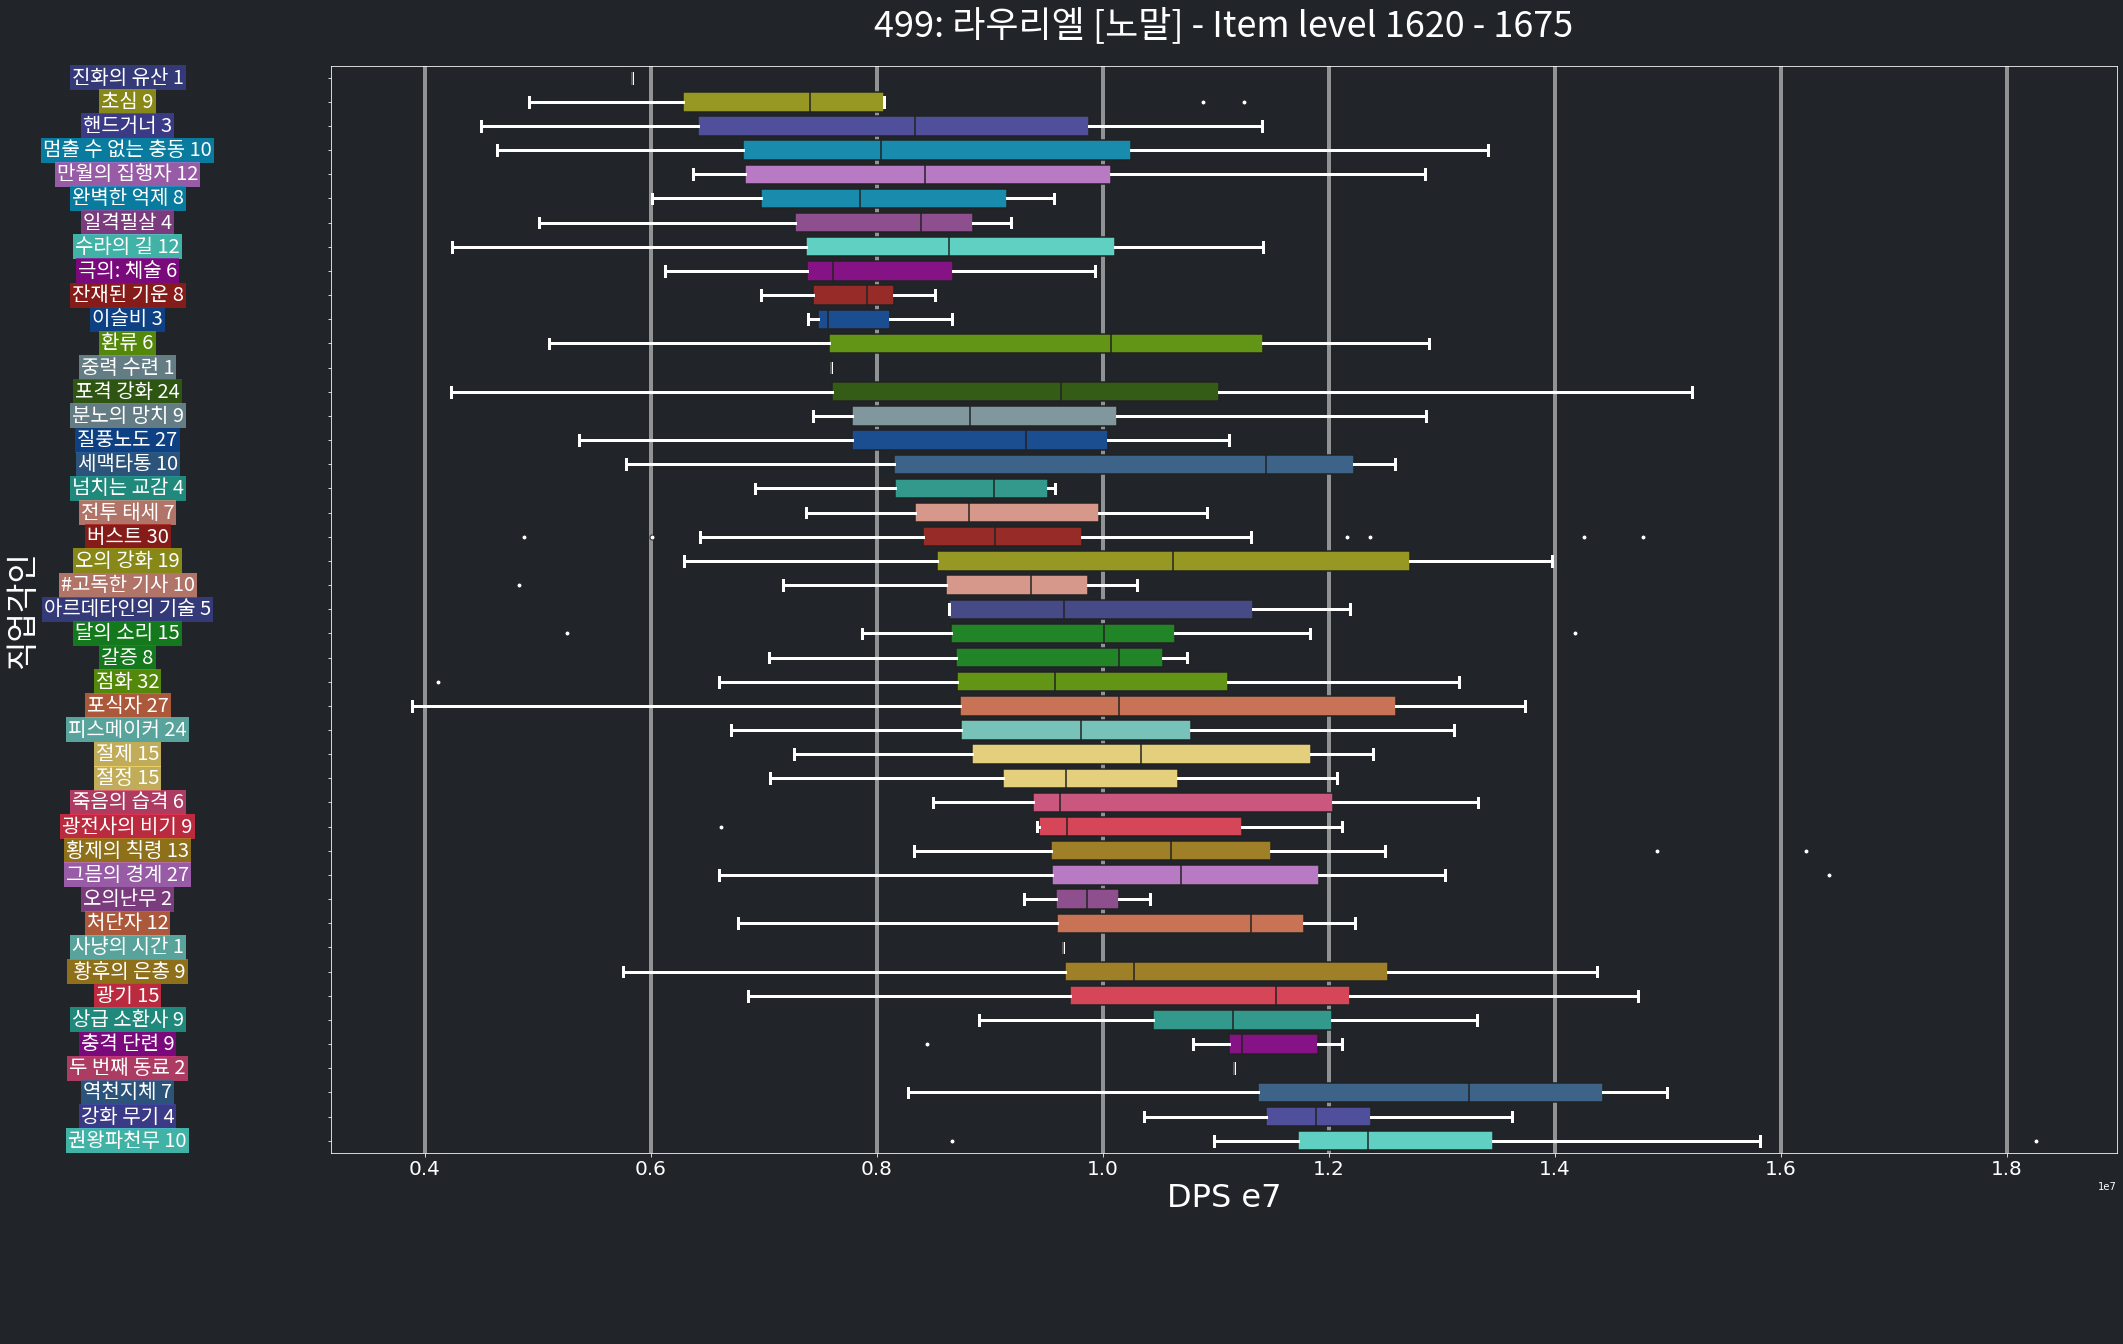 499: 라우리엘 [노말] - Item level 1620 - 1675
진화의 유산 1
초심 9
핸드거너 3
멈출 수 없는 충동 10
만월의 집행자 12
완벽한 억제 8
일격필살 4
수라의 길 12
극의: 체술 6
잔재된 기운 8
이슬비 3
환류 6
중력 수련 1
포격 강화 24
분노의 망치 9
질풍노도 27
세맥타통 10
넘치는 교감 4
전투 태세 7
버스트 30
오의 강화 19
#고독한 기사 10
아르데타인의 기술 5
달의 소리 15
갈증 8
점화 32
포식자 27
피스메이커 24
절제 15
절정 15
죽음의 습격 6
광전사의 비기 9
황제의 칙령 13
그믐의 경계 27
오의난무 2
처단자 12
사냥의 시간 1
황후의 은총 9
광기 15
상급 소환사 9
충격 단련 9
두 번째 동료 2
역천지체 7
강화 무기 4
권왕파천무 10
직업각인
0.4 0.6 0.8 1.0 1.2 1.4 1.6 1.8
1e7
DPS e7